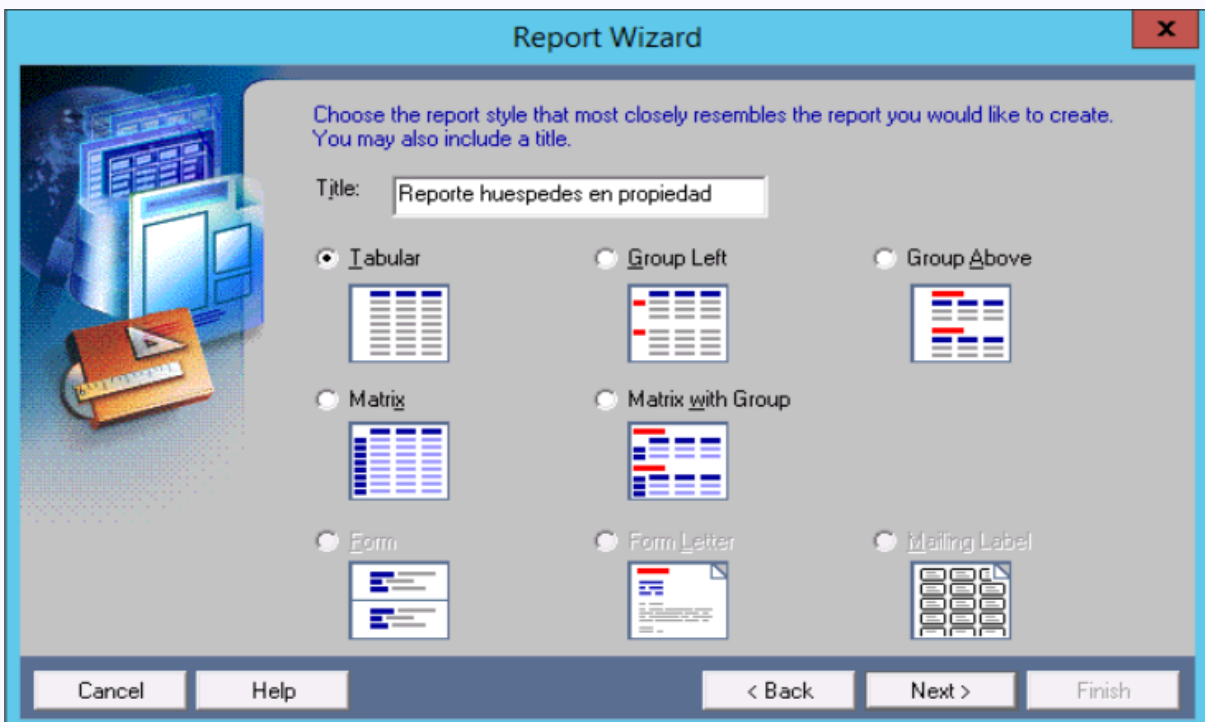 Report Wizard
x
Choose the report style that most closely resembles the report you would like to create.
You may also include a title.
Title: Reporte huespedes en propiedad
Tabular Group Left Group Above
Matrix Matrix with Group
Form Form Letter Mailing Label
Cancel Help < Back Next > Finish